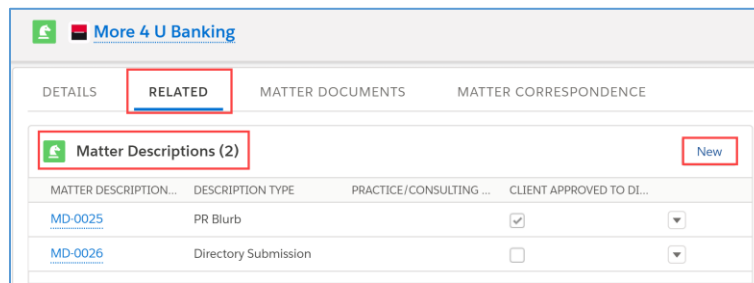 More 4 U Banking
DETAILS RELATED MATTER DOCUMENTS MATTER CORRESPONDENCE
Matter Descriptions (2) New
MATTER DESCRIPTION... DESCRIPTION TYPE PRACTICE/CONSULTING ... CLIENT APPROVED TO DI...
MD-0025 PR Blurb
MD-0026 Directory Submission